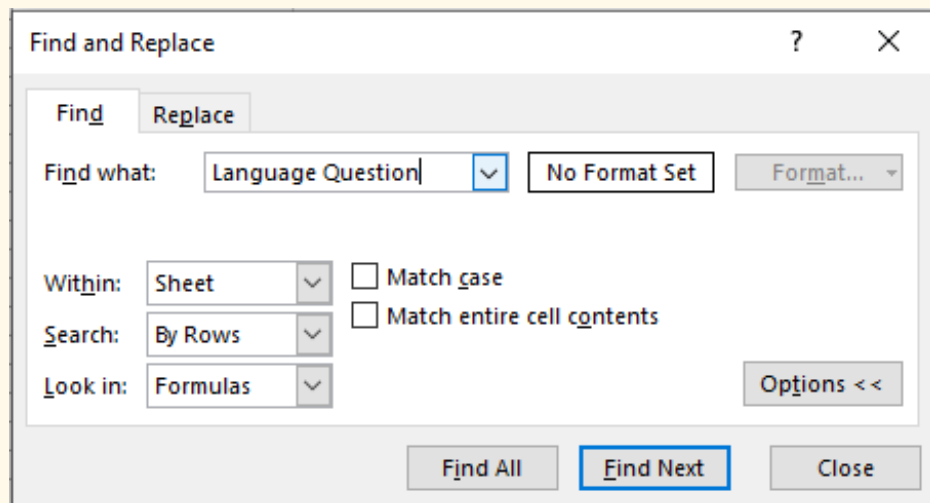 Find and Replace ?
Find Replace
Find what: Language Question No Format Set Format...
Within: Sheet Match case
Match entire cell contents
Search: By Rows
Look in: Formulas
Options <<
Find All Find Next Close